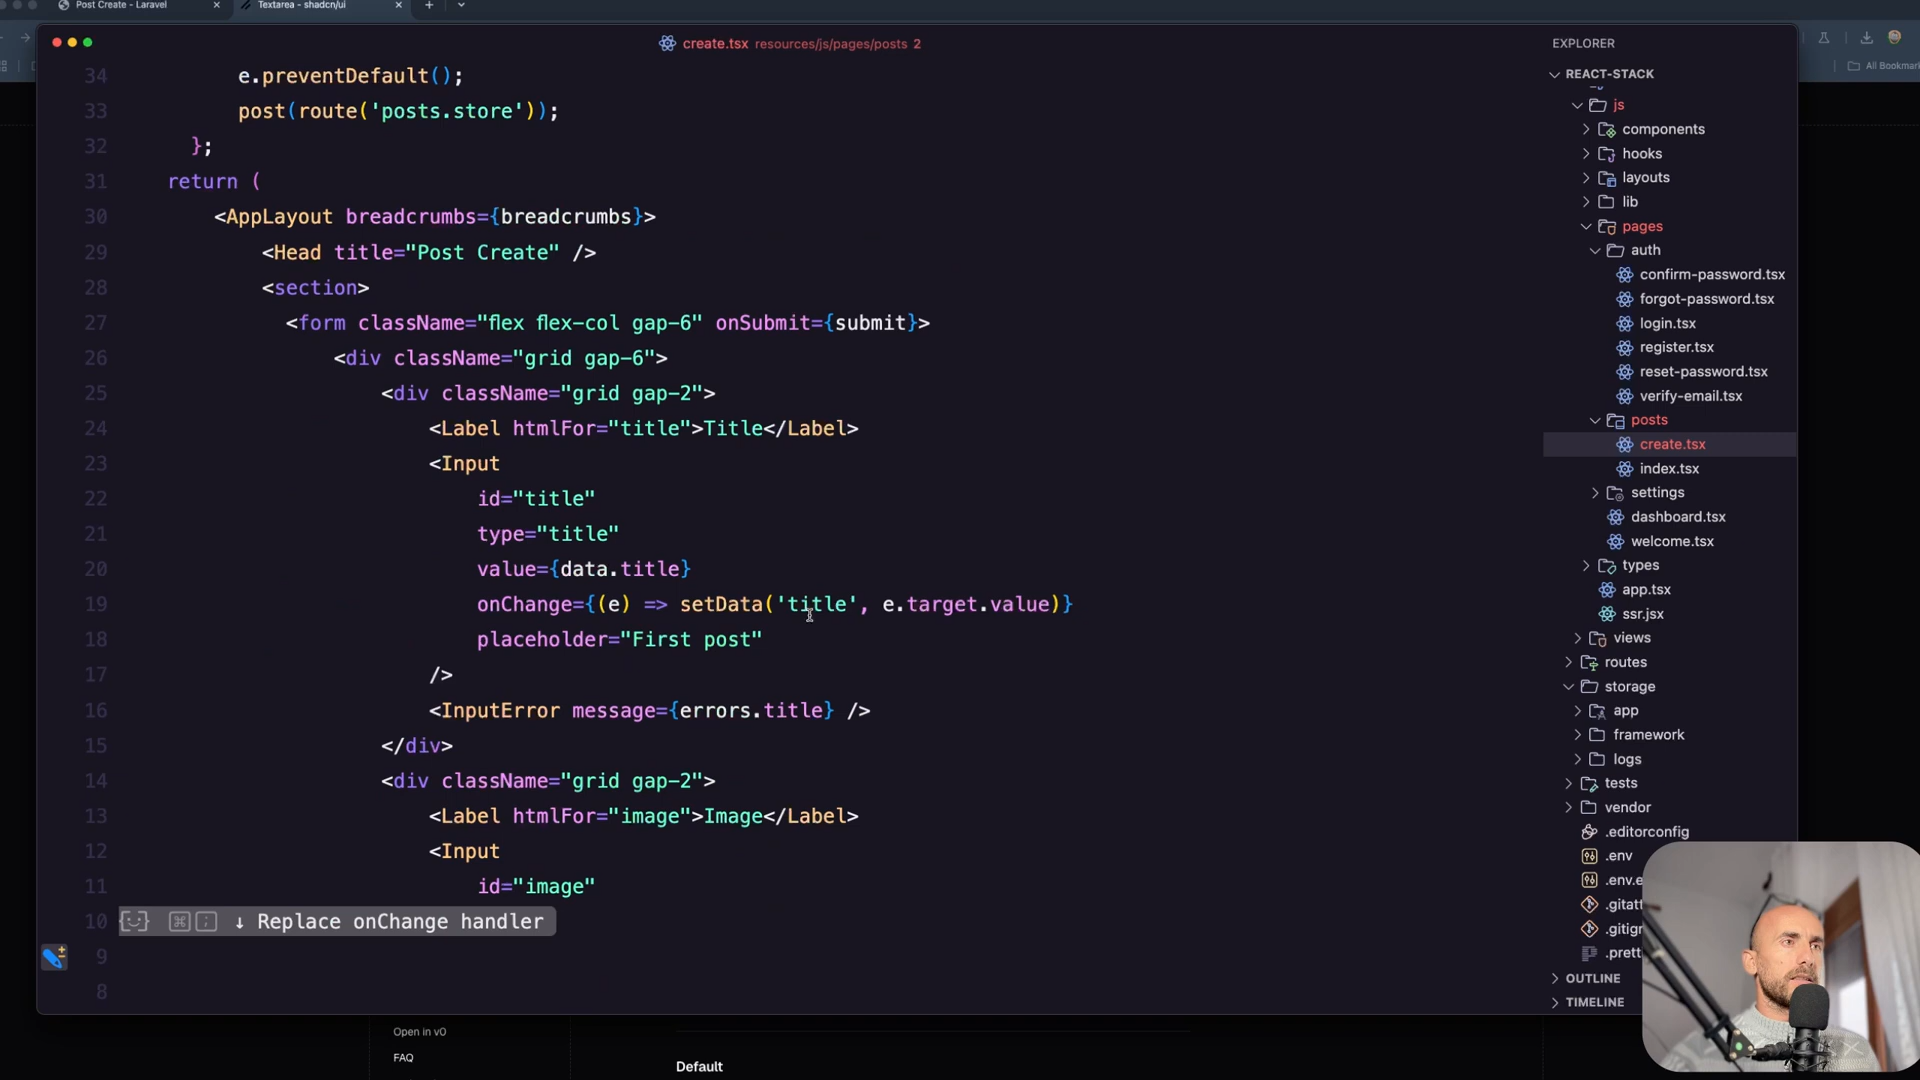 Post Create - Laravel
Textarea - shadcn/ui
All Bookmar
create.tsx resources/js/pages/posts 2
34 e.preventDefault();
33 post(route('posts.store'));
32 };
31 return (
30 <AppLayout breadcrumbs={breadcrumbs}>
29 <Head title="Post Create" />
28 <section>
27 <form className="flex flex-col gap-6" onSubmit={submit}>
26 <div className="grid gap-6">
25 <div className="grid gap-2">
24 <Label htmlFor="title">Title</Label>
23 <Input
22 id="title"
21 type="title"
20 value={data.title}
19 onChange={(e) => setData('title', e.target.value)}
18 placeholder="First post"
17 />
16 <InputError message={errors.title} />
15 </div>
14 <div className="grid gap-2">
13 <Label htmlFor="image">Image</Label>
12 <Input
11 id="image"
10 ⌘ ; ↓ Replace onChange handler
9
8
EXPLORER
REACT-STACK
js
components
hooks
layouts
lib
pages
auth
confirm-password.tsx
forgot-password.tsx
login.tsx
register.tsx
reset-password.tsx
verify-email.tsx
posts
create.tsx
index.tsx
settings
dashboard.tsx
welcome.tsx
types
app.tsx
ssr.jsx
views
routes
storage
app
framework
logs
tests
vendor
.editorconfig
.env
.env.e
.gitatt
.gitign
.prett
OUTLINE
TIMELINE
Open in v0
FAQ
Default